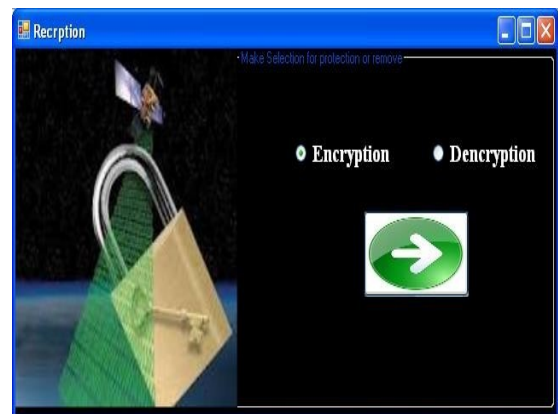 Recrption
Make Selection for protection or remove
Encryption Dencryption